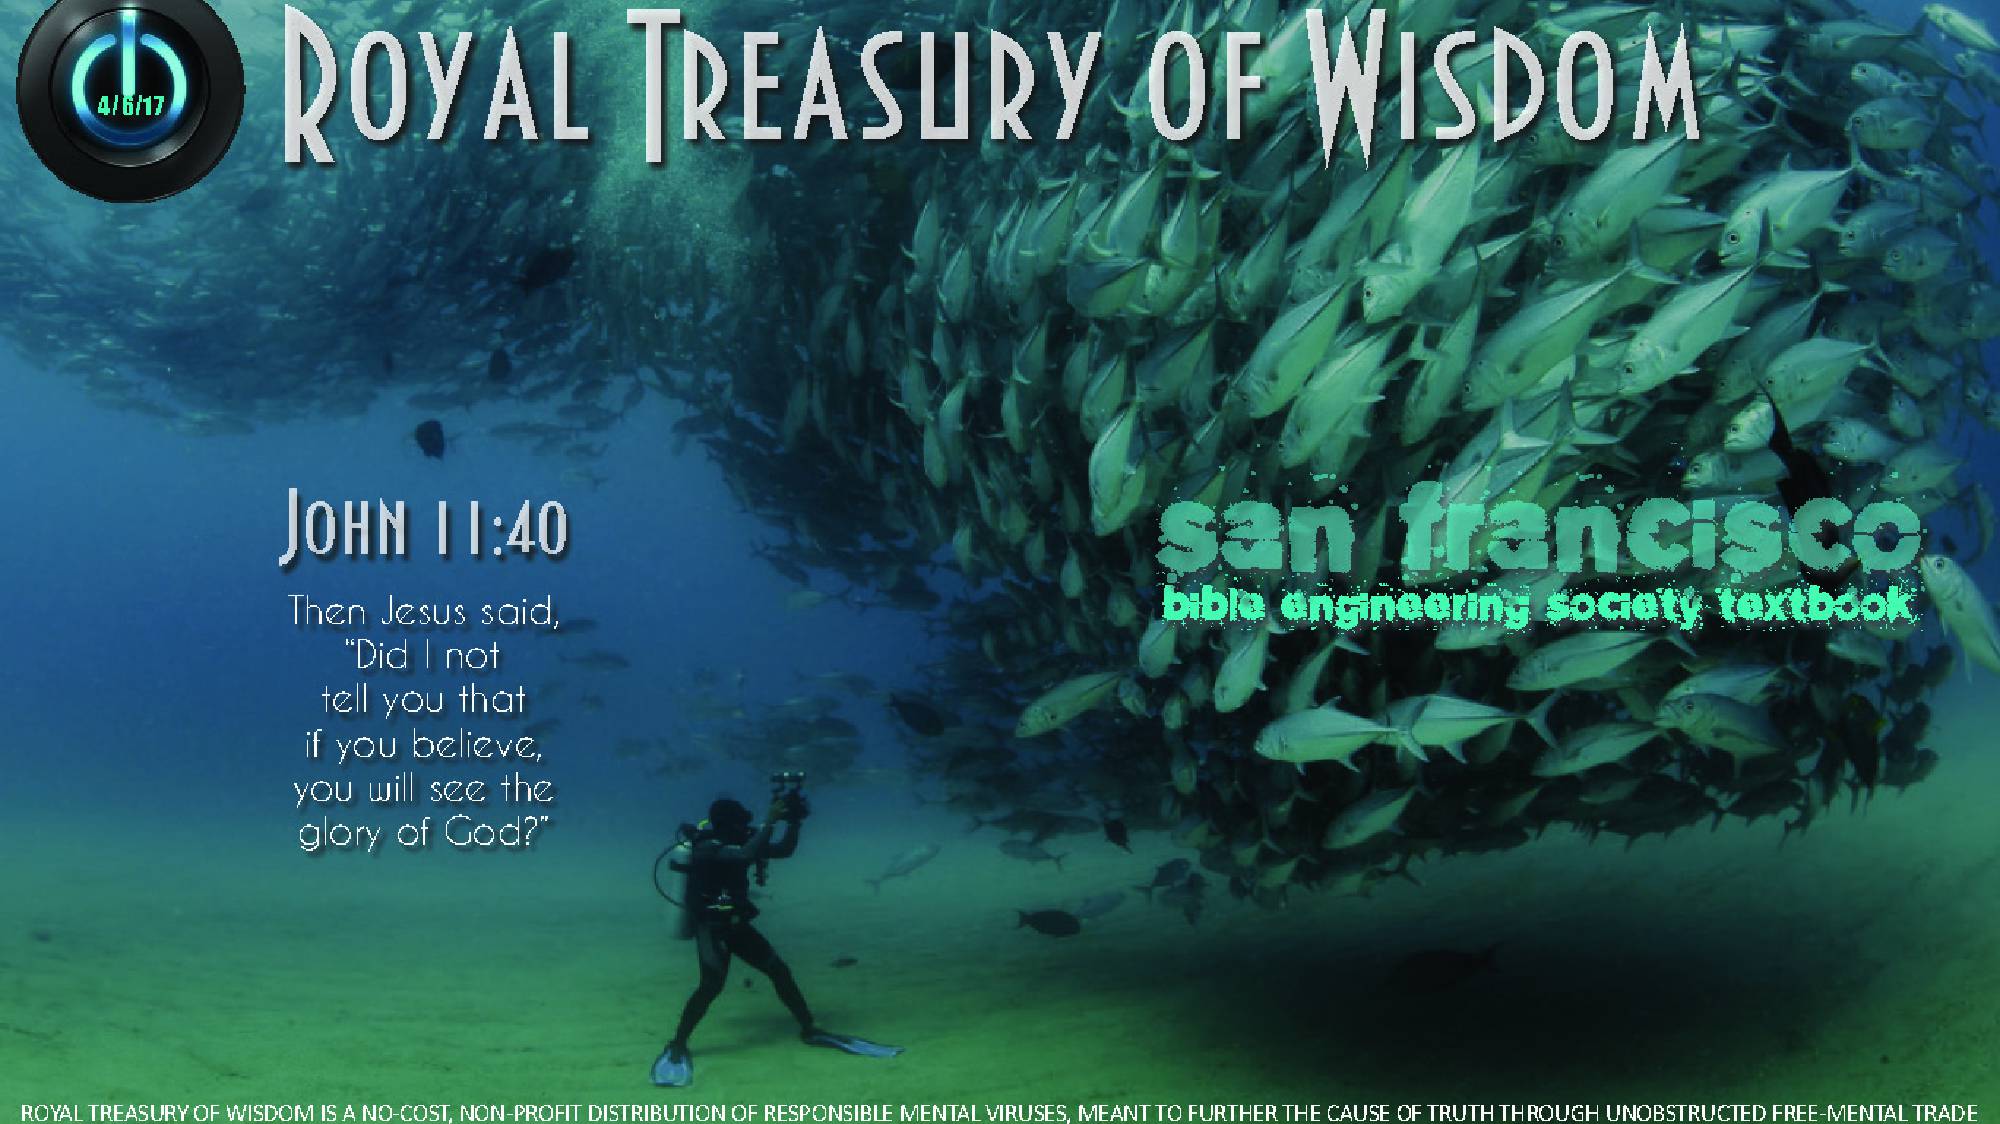 4/6/17
ROYAL TREASURY OF WISDOM
JOHN 11:40
Then Jesus said,
“Did I not
tell you that
if you believe,
you will see the
glory of God?”
san francisco
bible engineering society textbook
ROYAL TREASURY OF WISDOM IS A NO-COST, NON-PROFIT DISTRIBUTION OF RESPONSIBLE MENTAL VIRUSES, MEANT TO FURTHER THE CAUSE OF TRUTH THROUGH UNOBSTRUCTED FREE-MENTAL TRADE